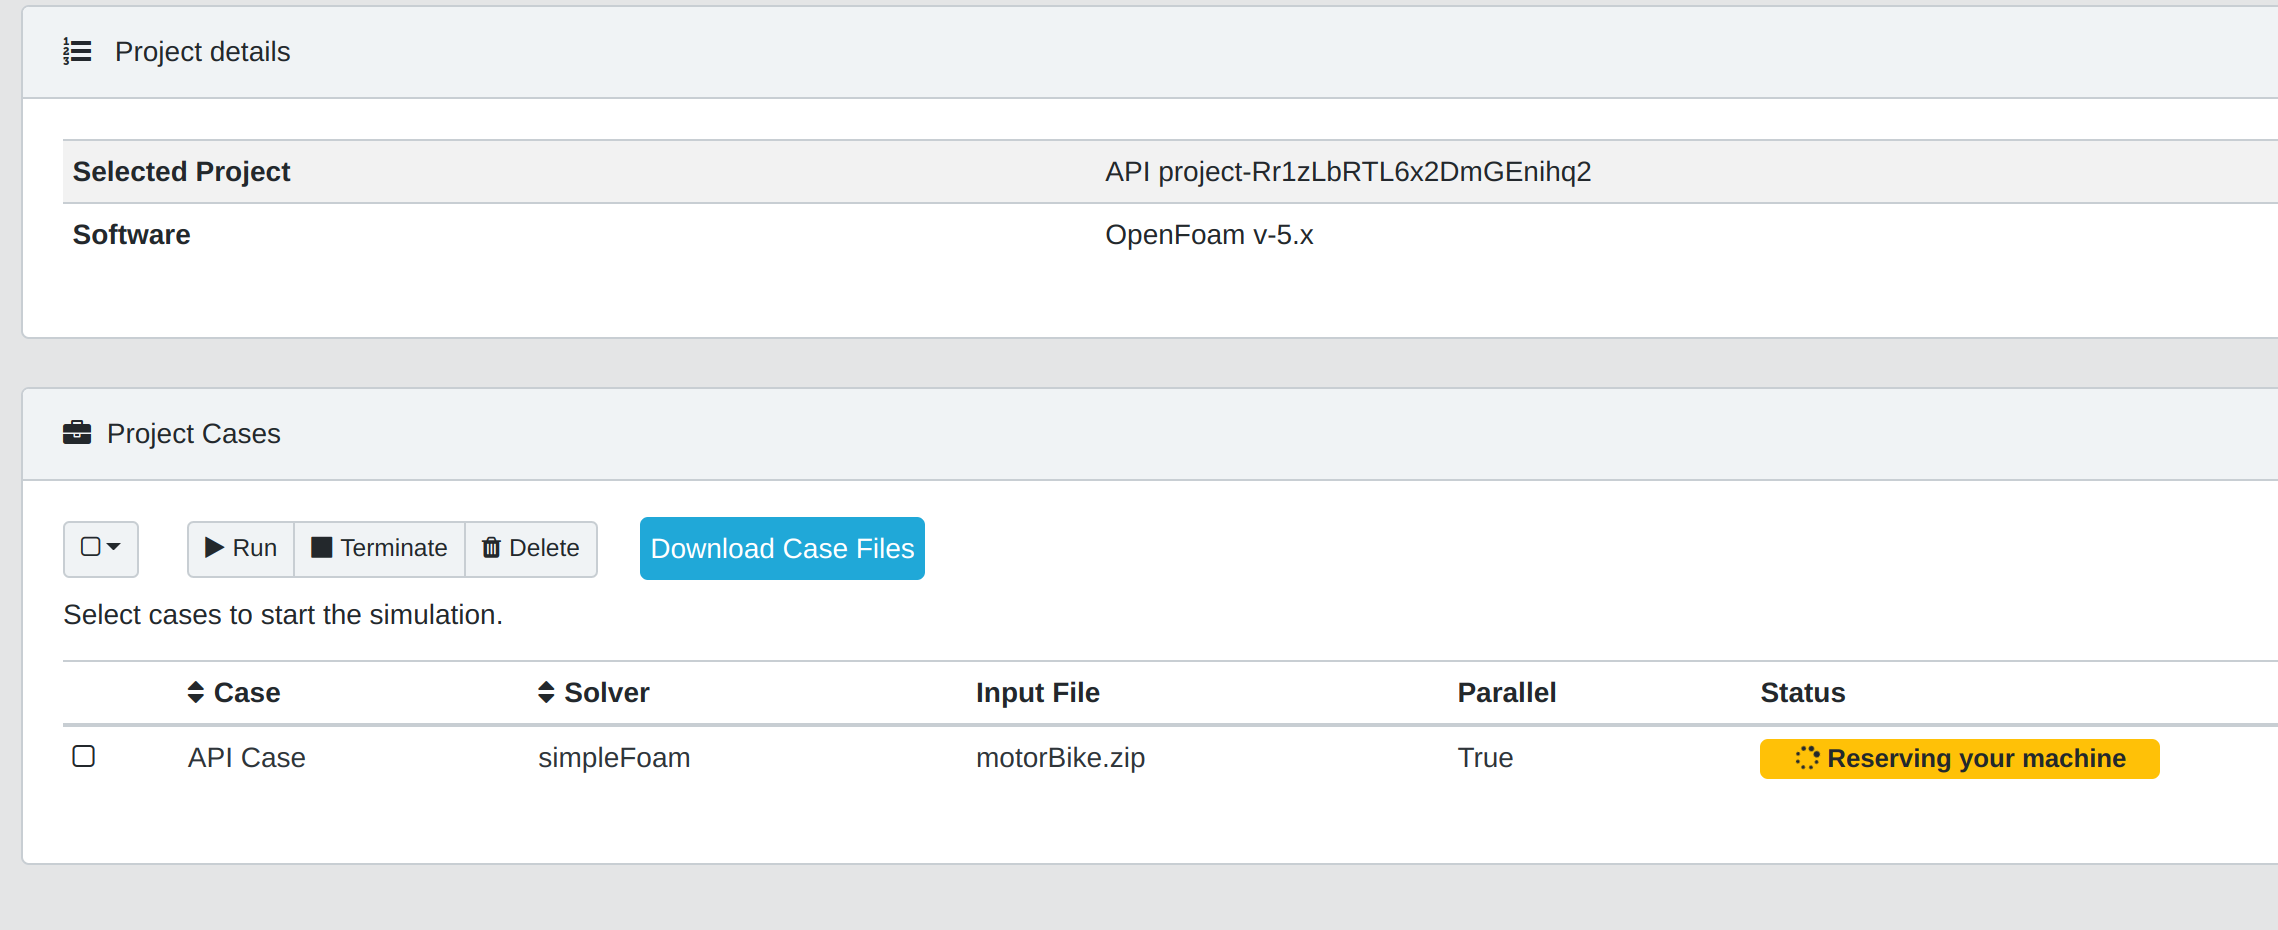 Project details
Selected Project API project-Rr1zLbRTL6x2DmGEnihq2
Software OpenFoam v-5.x
Project Cases
Run Terminate Delete Download Case Files
Select cases to start the simulation.
Case Solver Input File Parallel Status
API Case simpleFoam motorBike.zip True Reserving your machine